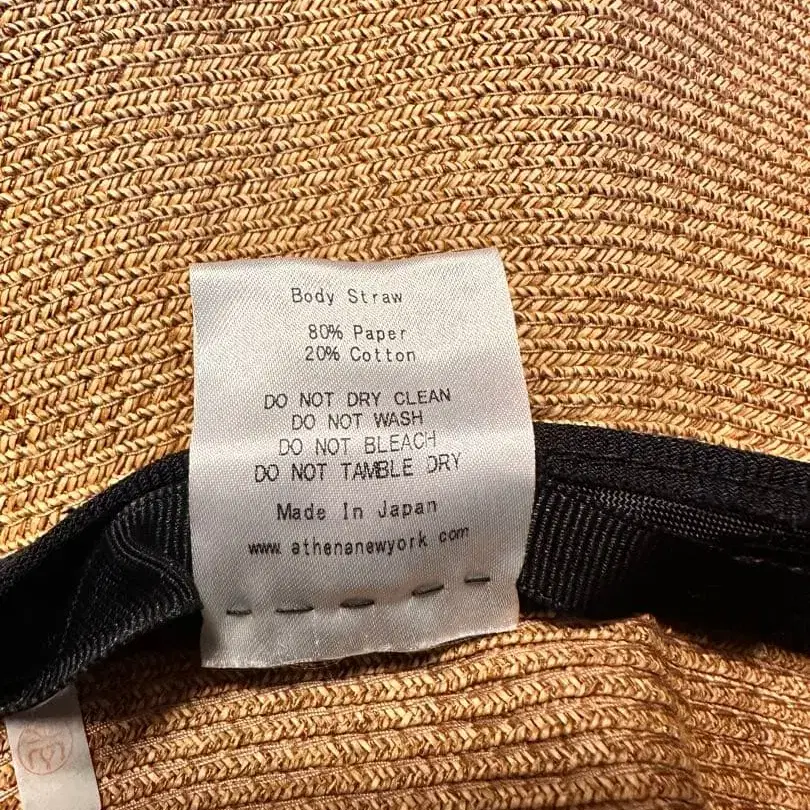 Body Straw
80% Paper
20% Cotton
DO NOT DRY CLEAN
DO NOT WASH
DO NOT BLEACH
DO NOT TAMBLE DRY
Made In Japan
www.athenanewyork com